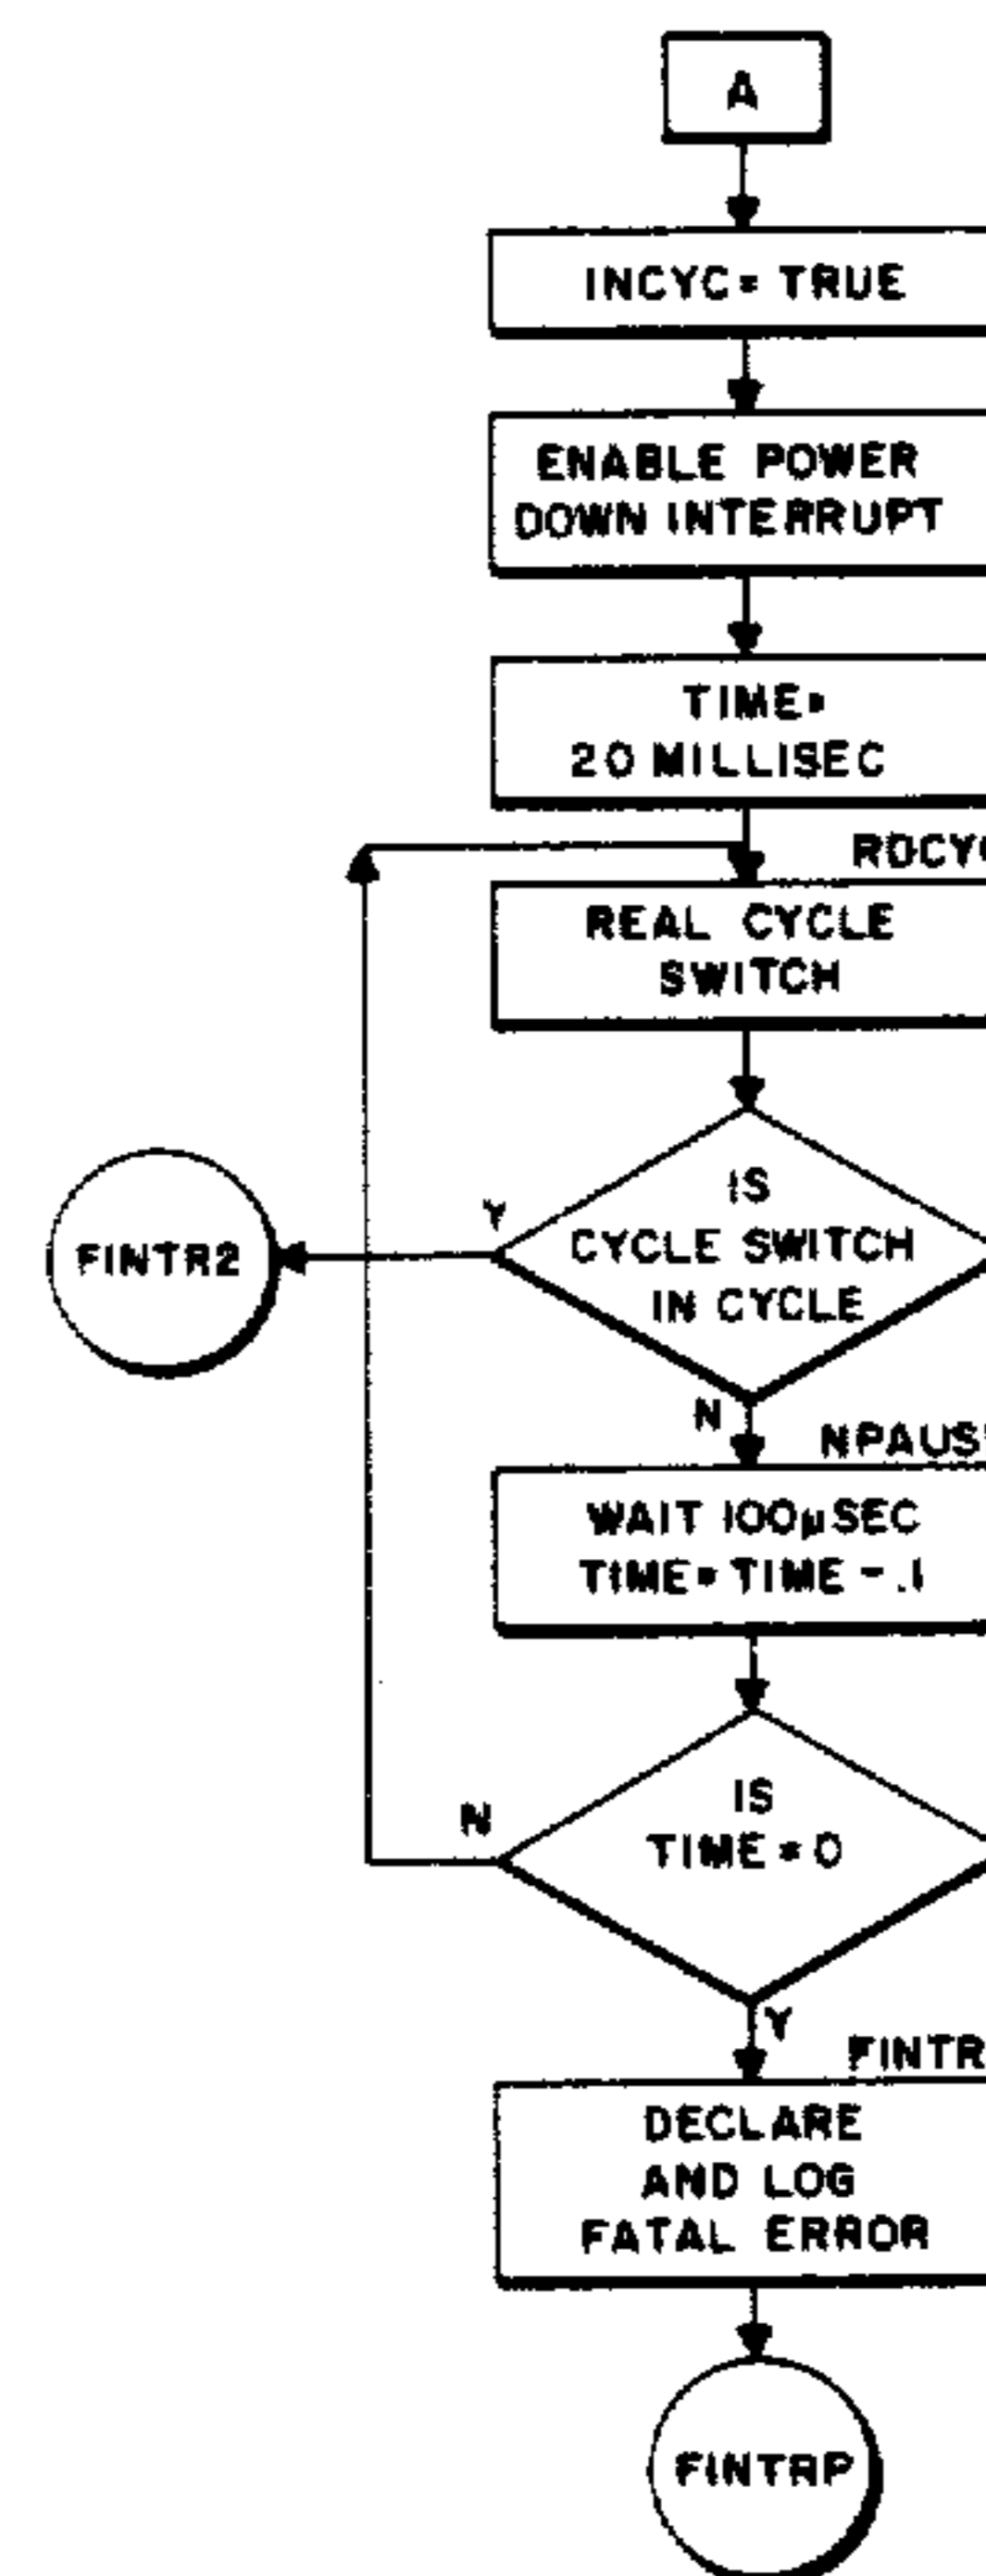 A
INCYC = TRUE
ENABLE POWER
DOWN INTERRUPT
TIME =
20 MILLISEC
REAL CYCLE
SWITCH
IS
CYCLE SWITCH
IN CYCLE
Y
FINTR2
N
WAIT 100µSEC
TIME = TIME - .1
IS
TIME = 0
N
Y
DECLARE
AND LOG
FATAL ERROR
FINTRP